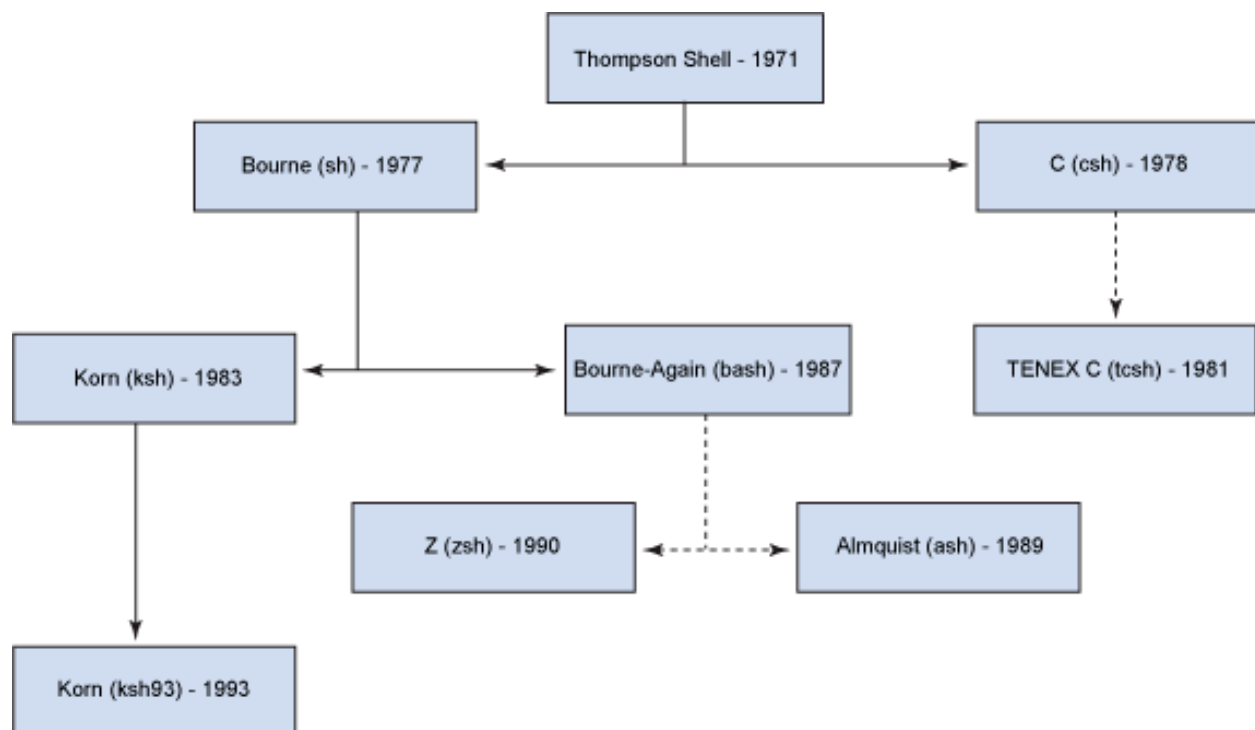 Thompson Shell - 1971
Bourne (sh) - 1977
C (csh) - 1978
Korn (ksh) - 1983
Bourne-Again (bash) - 1987
TENEX C (tcsh) - 1981
Z (zsh) - 1990
Almquist (ash) - 1989
Korn (ksh93) - 1993